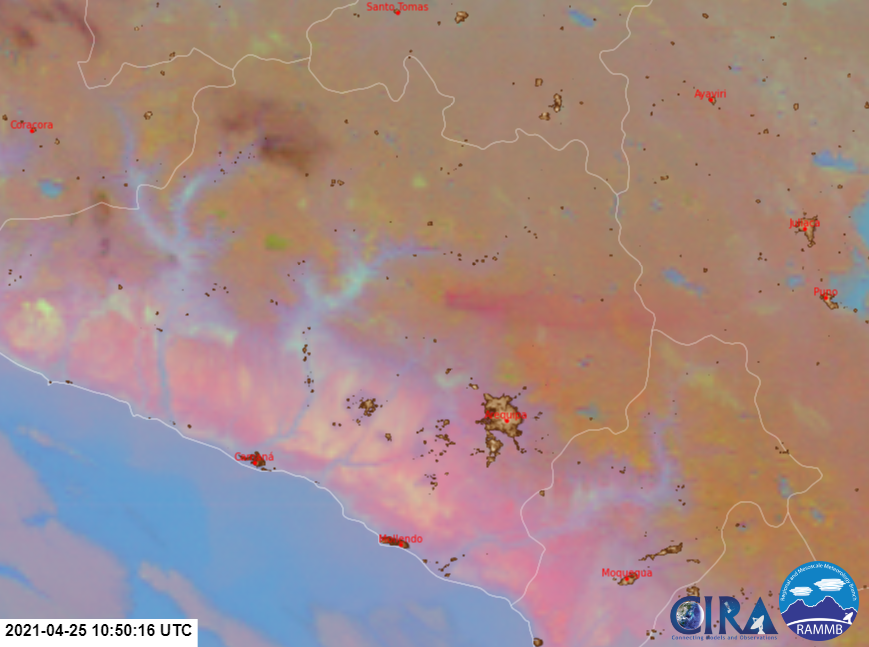 Santo Tomas
Ayaviri
Coracora
Juliaca
Puno
Arequipa
Camaná
Mollendo
Moquegua
2021-04-25 10:50:16 UTC
CIRA
Connecting Models and Observations
Regional and Mesoscale Meteorology Branch
RAMMB